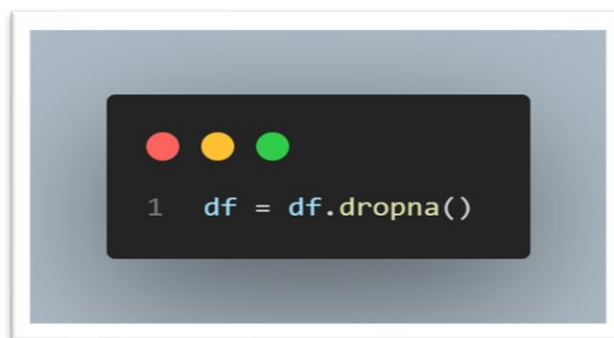 1 df = df.dropna()